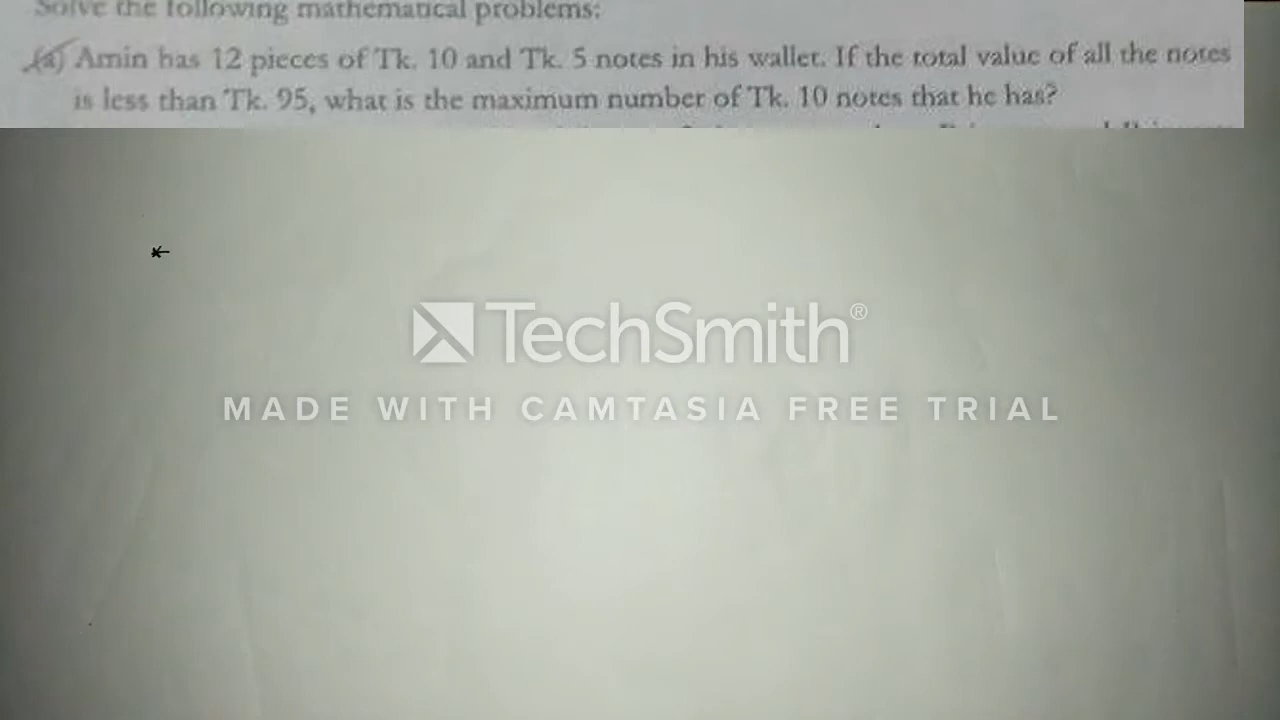 Solve the following mathematical problems:
(a) Amin has 12 pieces of Tk. 10 and Tk. 5 notes in his wallet. If the total value of all the notes
is less than Tk. 95, what is the maximum number of Tk. 10 notes that he has?
TechSmith®
MADE WITH CAMTASIA FREE TRIAL